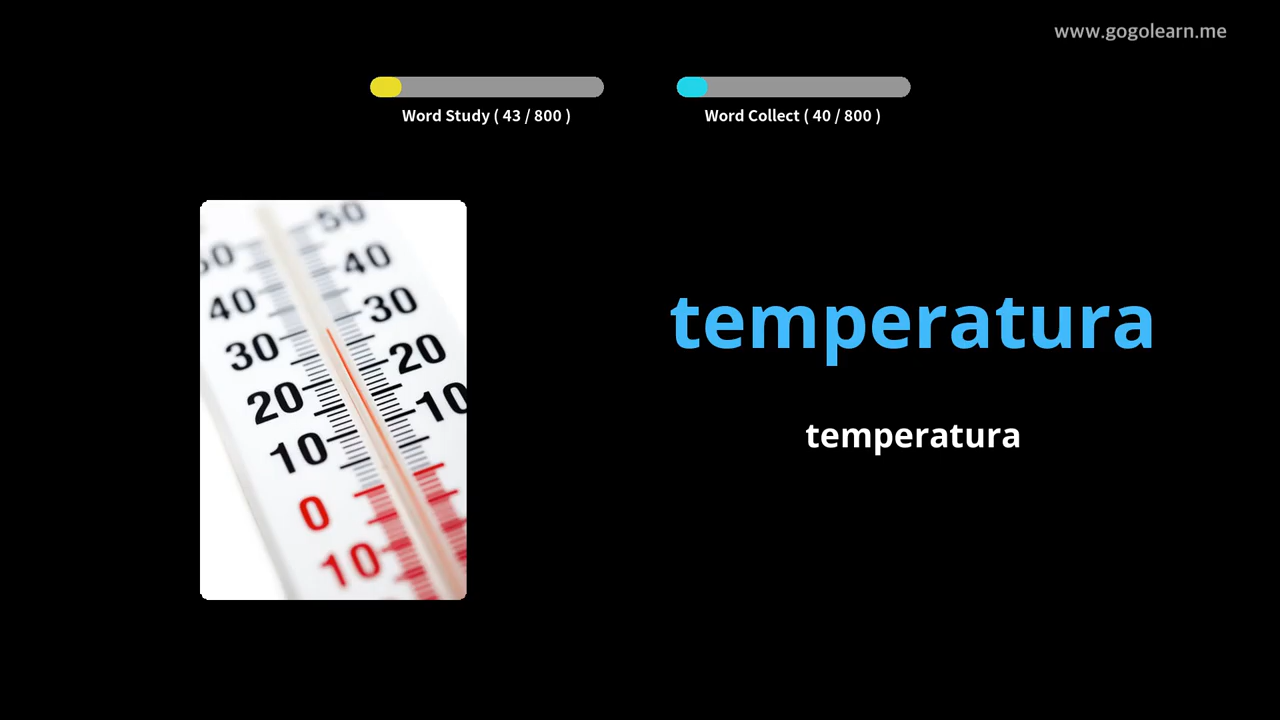 www.gogolearn.me
Word Study ( 43 / 800 )
Word Collect ( 40 / 800 )
50
40
40
30
30
20
20
10
10
0
10
temperatura
temperatura